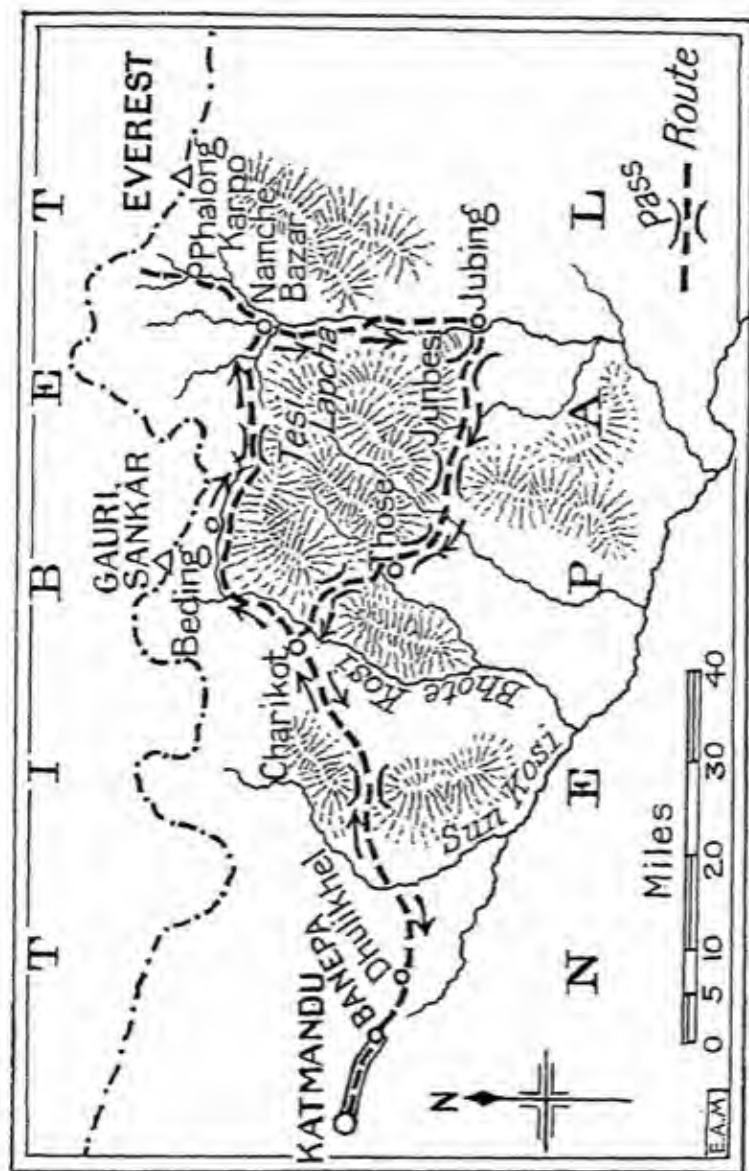 T I B E T
GAURI
SANKAR
EVEREST
Beding
PPhalong
Karpo
Namche
Bazar
Tesi
Lapcha
Charikot
KATMANDU
BANEPA
Dhulikhel
Those
Junbesi
Jubing
Bhote Kosi
Sun Kosi
N E P A L
N
Miles
0 5 10 20 30 40
pass
Route
E.A.M